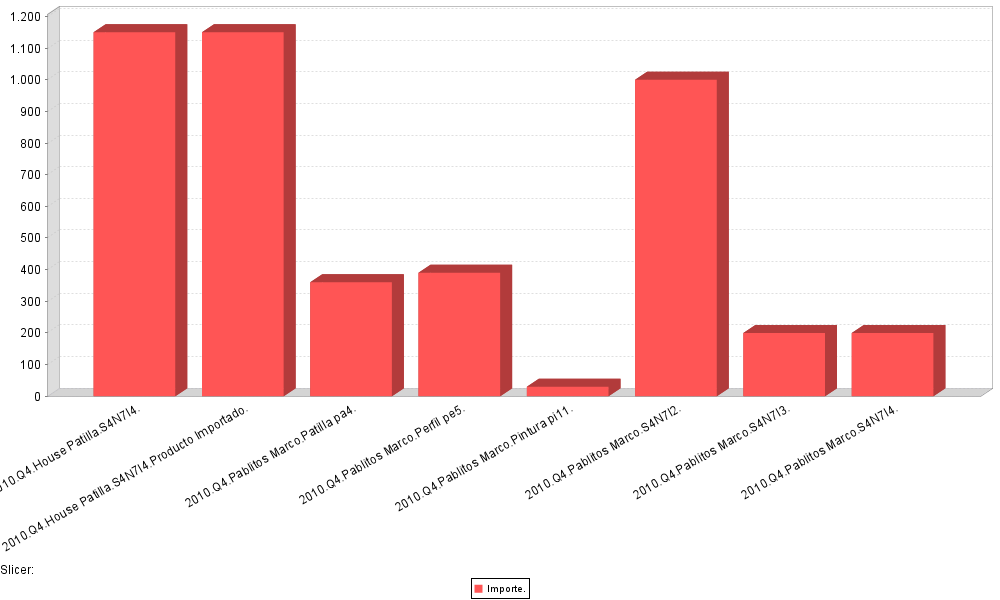 1.200
1.100
1.000
900
800
700
600
500
400
300
200
100
0
010.Q4.House Patilla.S4N7I4.
2010.Q4.House Patilla.S4N7I4.Producto Importado.
2010.Q4.Pablitos Marco.Patilla pa4.
2010.Q4.Pablitos Marco.Perfil pe5.
2010.Q4.Pablitos Marco.Pintura pi11.
2010.Q4.Pablitos Marco.S4N7I2.
2010.Q4.Pablitos Marco.S4N7I3.
2010.Q4.Pablitos Marco.S4N7I4.
Slicer:
Importe.